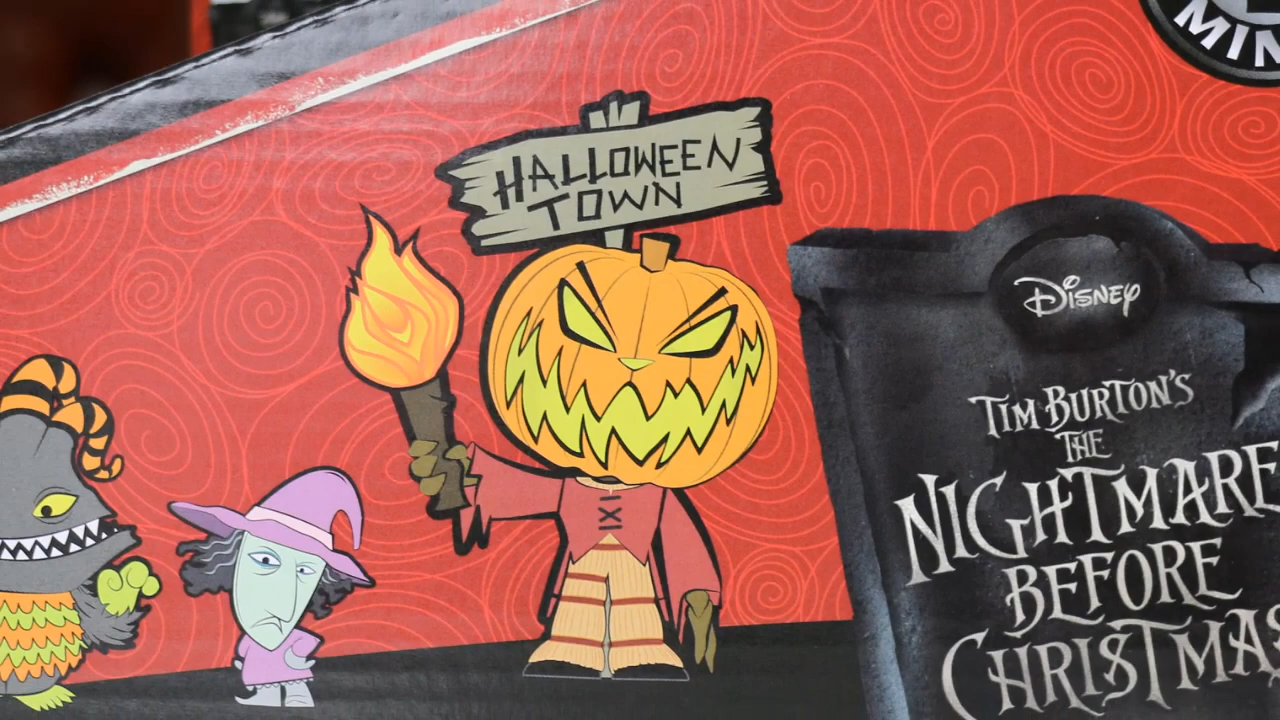 HALLOWEEN
TOWN
DISNEY
TIM BURTON'S
THE
NIGHTMARE
BEFORE
CHRISTMAS